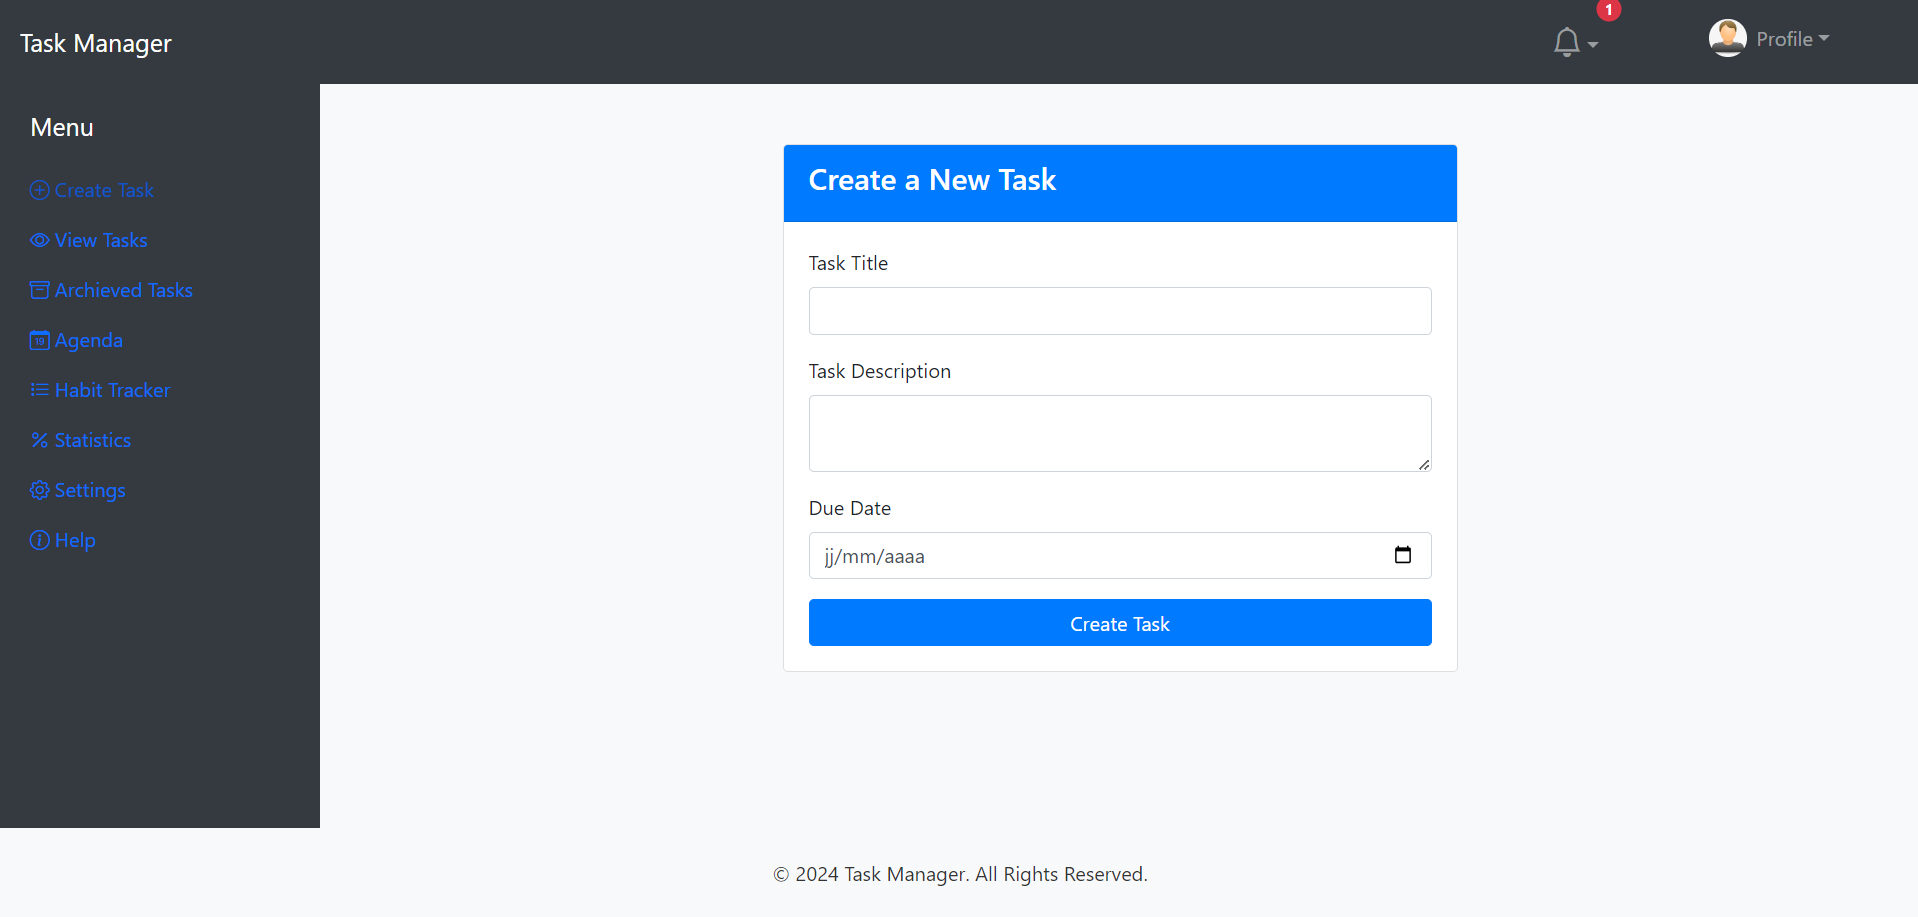 Task Manager
1
Profile
Menu
Create Task
View Tasks
Archieved Tasks
19 Agenda
Habit Tracker
Statistics
Settings
Help
Create a New Task
Task Title
Task Description
Due Date
jj/mm/aaaa
Create Task
© 2024 Task Manager. All Rights Reserved.